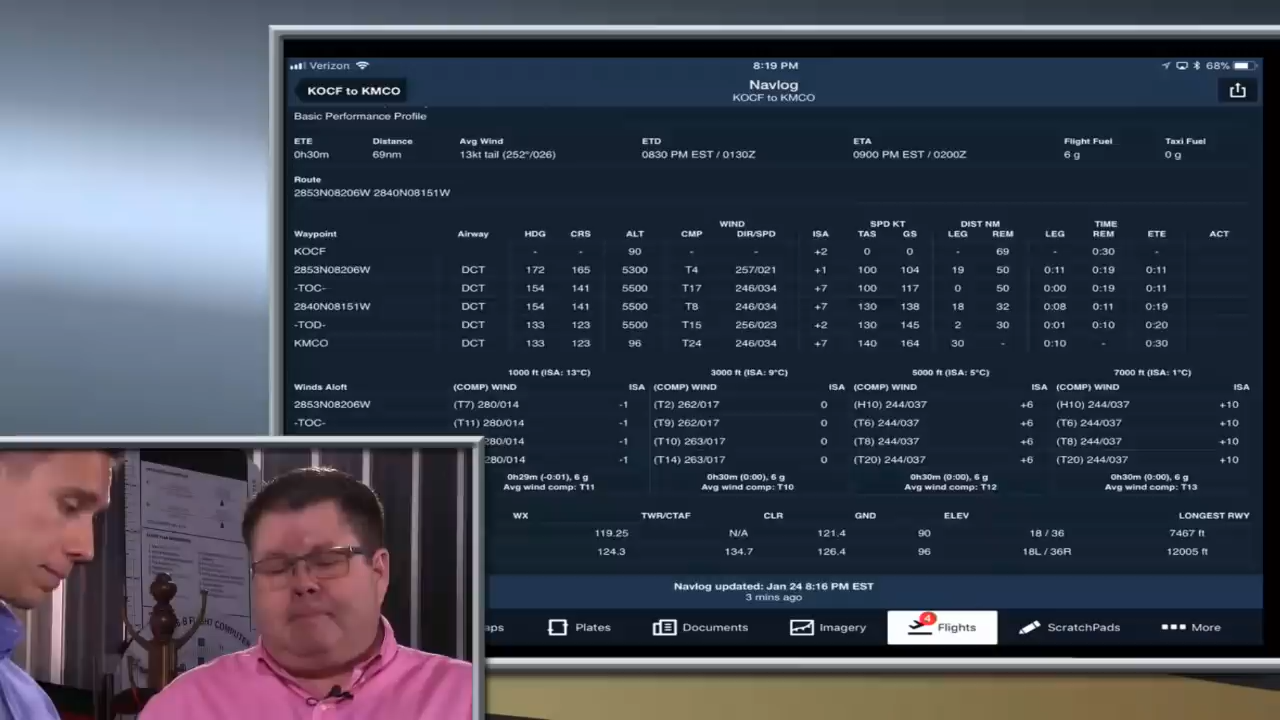 Verizon 8:19 PM 68%
KOCF to KMCO Navlog
KOCF to KMCO
Basic Performance Profile
ETE Distance Avg Wind ETD ETA Flight Fuel Taxi Fuel
0h30m 69nm 13kt tail (252°/026) 0830 PM EST / 0130Z 0900 PM EST / 0200Z 6 g 0 g
Route
2853N08206W 2840N08151W
WIND SPD KT DIST NM TIME
Waypoint Airway HDG CRS ALT CMP DIR/SPD ISA TAS GS LEG REM LEG REM ETE ACT
KOCF - - 90 - - +2 0 0 - 69 0:30
2853N08206W DCT 172 165 5300 T4 257/021 +1 100 104 19 50 0:11 0:19 0:11
-TOC- DCT 154 141 5500 T17 246/034 +7 100 117 0 50 0:00 0:19 0:11
2840N08151W DCT 154 141 5500 T8 246/034 +7 130 138 18 32 0:08 0:11 0:19
-TOD- DCT 133 123 5500 T15 256/023 +2 130 145 2 30 0:01 0:10 0:20
KMCO DCT 133 123 96 T24 246/034 +7 140 164 30 - 0:10 - 0:30
1000 ft (ISA: 13°C) 3000 ft (ISA: 9°C) 5000 ft (ISA: 5°C) 7000 ft (ISA: 1°C)
Winds Aloft (COMP) WIND ISA (COMP) WIND ISA (COMP) WIND ISA (COMP) WIND ISA
2853N08206W (T7) 280/014 -1 (T2) 262/017 0 (H10) 244/037 +6 (H10) 244/037 +10
-TOC- (T11) 280/014 -1 (T9) 262/017 0 (T6) 244/037 +6 (T6) 244/037 +10
280/014 -1 (T10) 263/017 0 (T8) 244/037 +6 (T8) 244/037 +10
280/014 -1 (T14) 263/017 0 (T20) 244/037 +6 (T20) 244/037 +10
0h29m (-0:01), 6 g 0h30m (0:00), 6 g 0h30m (0:00), 6 g 0h30m (0:00), 6 g
Avg wind comp: T11 Avg wind comp: T10 Avg wind comp: T12 Avg wind comp: T13
WX TWR/CTAF CLR GND ELEV LONGEST RWY
119.25 N/A 121.4 90 18 / 36 7467 ft
124.3 134.7 126.4 96 18L / 36R 12005 ft
Navlog updated: Jan 24 8:16 PM EST
3 mins ago
aps Plates Documents Imagery 4 Flights ScratchPads More
FLIGHT COMPUTER